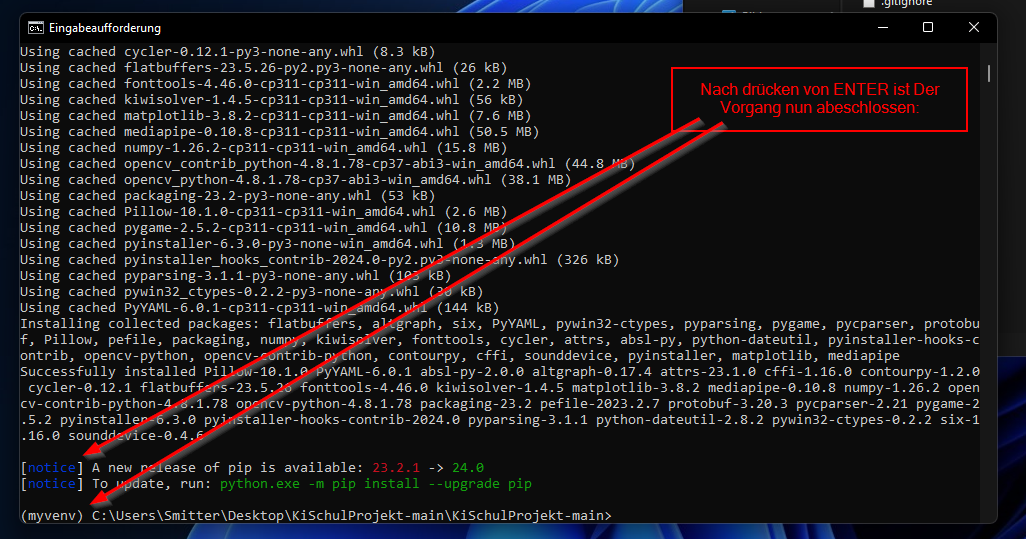 .gitignore
Eingabeaufforderung
Using cached cycler-0.12.1-py3-none-any.whl (8.3 kB)
Using cached flatbuffers-23.5.26-py2.py3-none-any.whl (26 kB)
Using cached fonttools-4.46.0-cp311-cp311-win_amd64.whl (2.2 MB)
Using cached kiwisolver-1.4.5-cp311-cp311-win_amd64.whl (56 kB)
Using cached matplotlib-3.8.2-cp311-cp311-win_amd64.whl (7.6 MB)
Using cached mediapipe-0.10.8-cp311-cp311-win_amd64.whl (50.5 MB)
Using cached numpy-1.26.2-cp311-cp311-win_amd64.whl (15.8 MB)
Using cached opencv_contrib_python-4.8.1.78-cp37-abi3-win_amd64.whl (44.8 MB)
Using cached opencv_python-4.8.1.78-cp37-abi3-win_amd64.whl (38.1 MB)
Using cached packaging-23.2-py3-none-any.whl (53 kB)
Using cached Pillow-10.1.0-cp311-cp311-win_amd64.whl (2.6 MB)
Using cached pygame-2.5.2-cp311-cp311-win_amd64.whl (10.8 MB)
Using cached pyinstaller-6.3.0-py3-none-win_amd64.whl (1.3 MB)
Using cached pyinstaller_hooks_contrib-2024.0-py2.py3-none-any.whl (326 kB)
Using cached pyparsing-3.1.1-py3-none-any.whl (103 kB)
Using cached pywin32_ctypes-0.2.2-py3-none-any.whl (30 kB)
Using cached PyYAML-6.0.1-cp311-cp311-win_amd64.whl (144 kB)
Installing collected packages: flatbuffers, altgraph, six, PyYAML, pywin32-ctypes, pyparsing, pygame, pycparser, protobu
f, Pillow, pefile, packaging, numpy, kiwisolver, fonttools, cycler, attrs, absl-py, python-dateutil, pyinstaller-hooks-c
ontrib, opencv-python, opencv-contrib-python, contourpy, cffi, sounddevice, pyinstaller, matplotlib, mediapipe
Successfully installed Pillow-10.1.0 PyYAML-6.0.1 absl-py-2.0.0 altgraph-0.17.4 attrs-23.1.0 cffi-1.16.0 contourpy-1.2.0
cycler-0.12.1 flatbuffers-23.5.26 fonttools-4.46.0 kiwisolver-1.4.5 matplotlib-3.8.2 mediapipe-0.10.8 numpy-1.26.2 open
cv-contrib-python-4.8.1.78 opencv-python-4.8.1.78 packaging-23.2 pefile-2023.2.7 protobuf-3.20.3 pycparser-2.21 pygame-2
.5.2 pyinstaller-6.3.0 pyinstaller-hooks-contrib-2024.0 pyparsing-3.1.1 python-dateutil-2.8.2 pywin32-ctypes-0.2.2 six-1
.16.0 sounddevice-0.4.6
[notice] A new release of pip is available: 23.2.1 -> 24.0
[notice] To update, run: python.exe -m pip install --upgrade pip
(myvenv) C:\Users\Smitter\Desktop\KiSchulProjekt-main\KiSchulProjekt-main>
Nach drücken von ENTER ist Der
Vorgang nun abeschlossen: